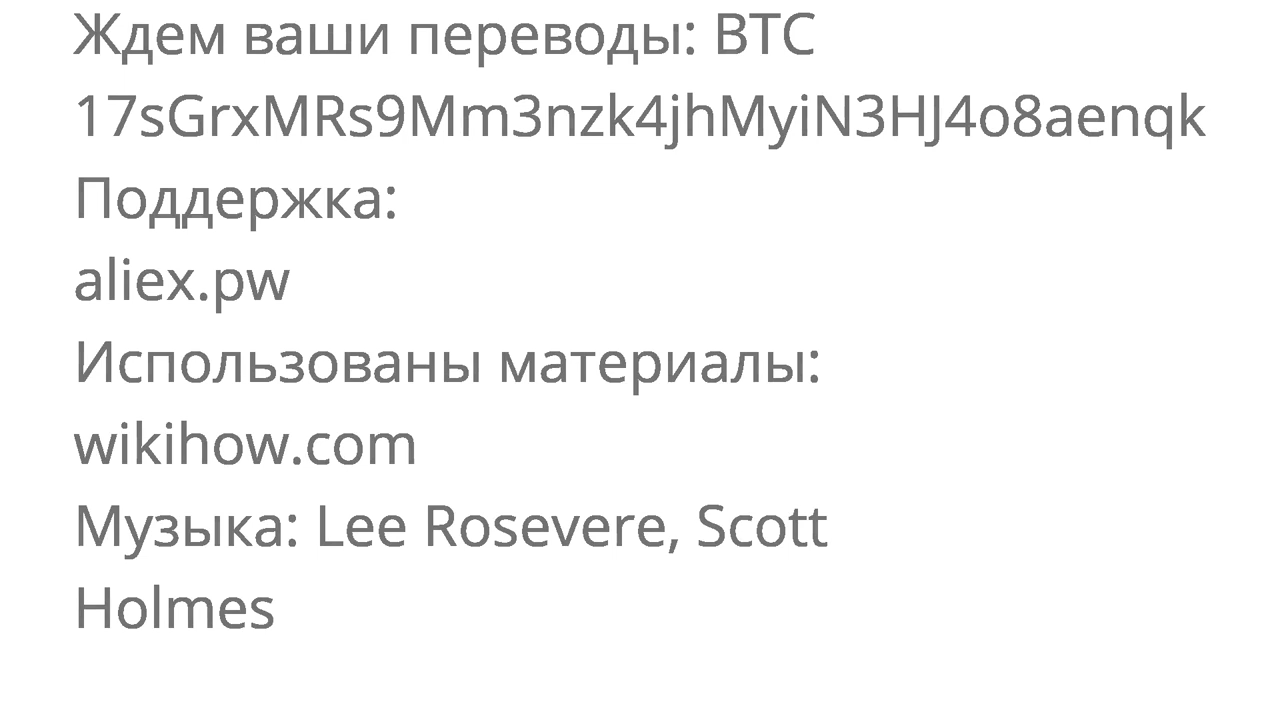 Ждем ваши переводы: BTC
17sGrxMRs9Mm3nzk4jhMyiN3HJ4o8aenqk
Поддержка:
aliex.pw
Использованы материалы:
wikihow.com
Музыка: Lee Rosevere, Scott
Holmes